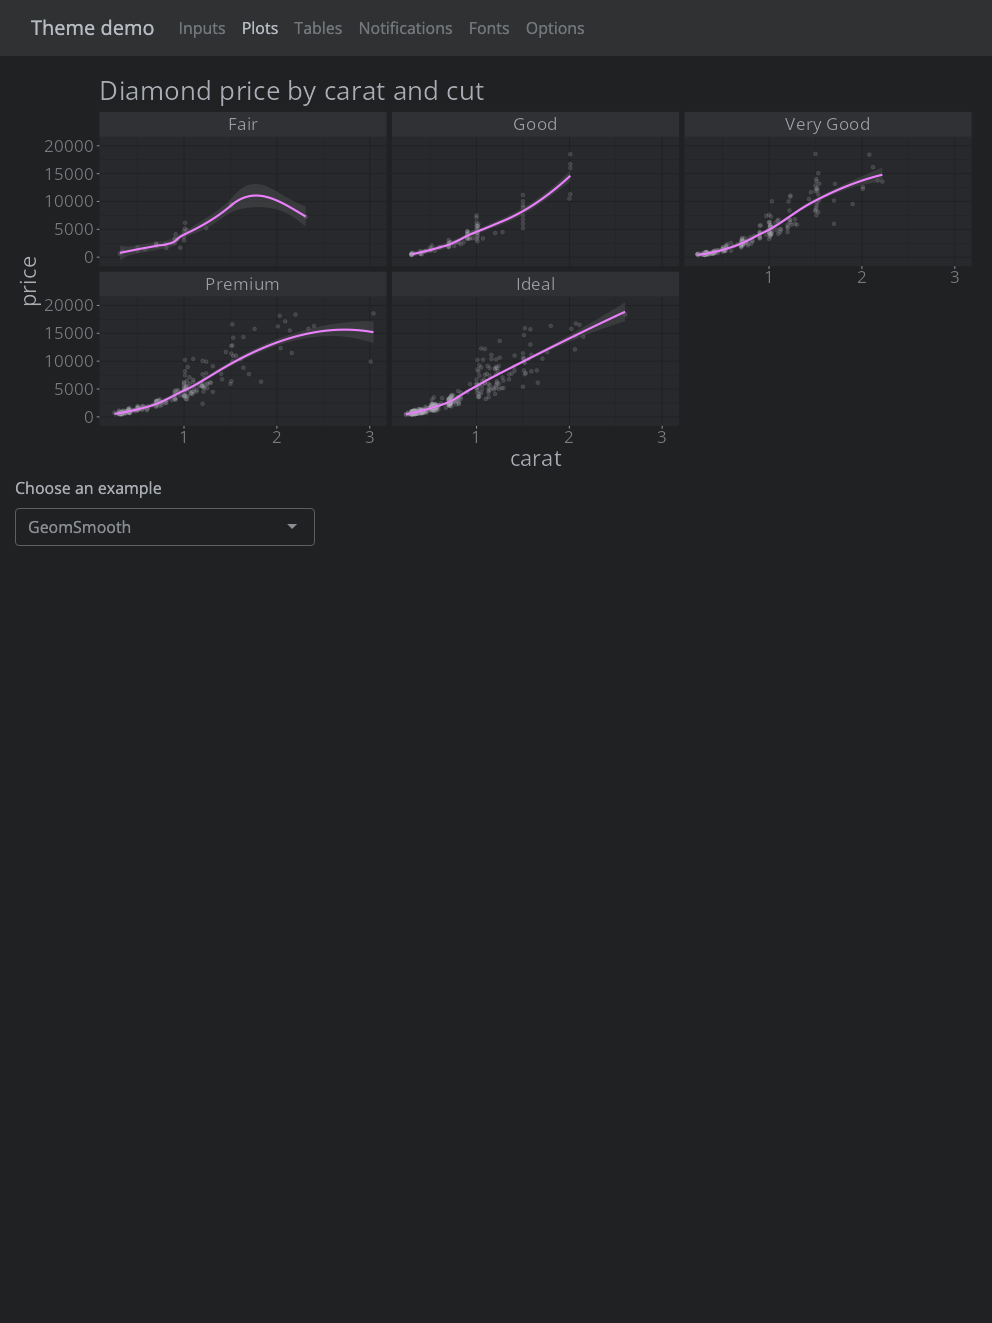 Theme demo Inputs Plots Tables Notifications Fonts Options
Diamond price by carat and cut
Fair Good Very Good
20000
15000
10000
5000
0
1 2 3
price
Premium Ideal
20000
15000
10000
5000
0
1 2 3 1 2 3
carat
Choose an example
GeomSmooth